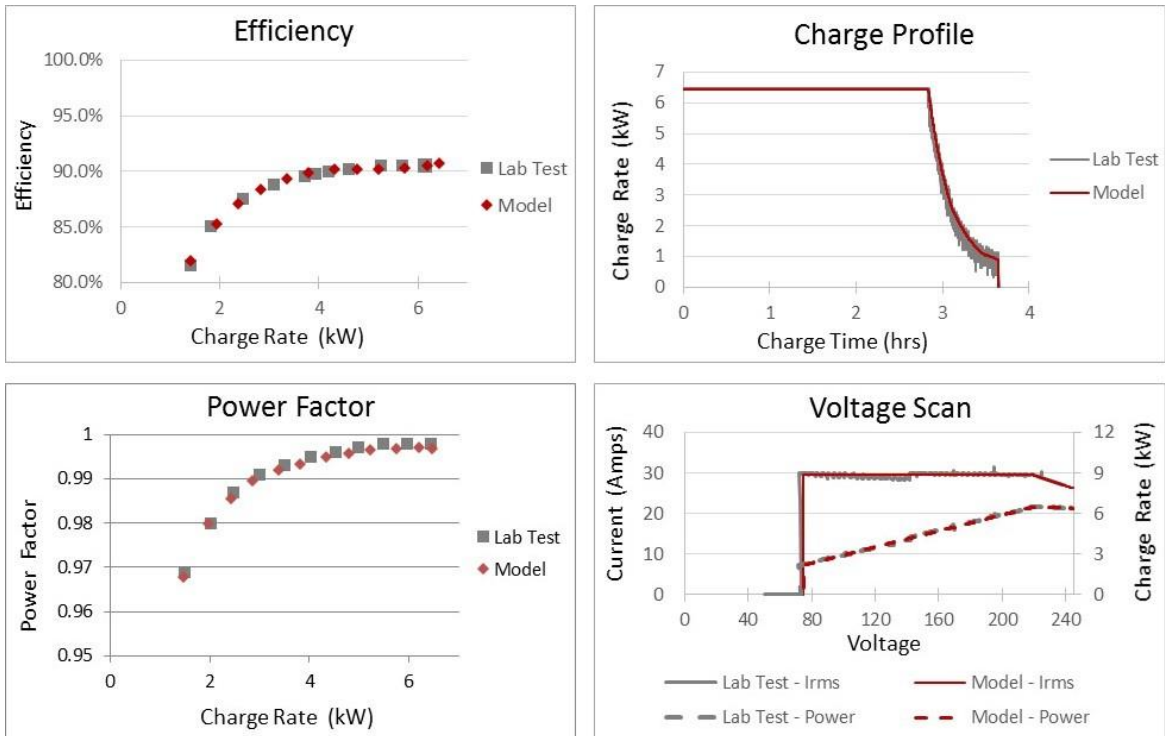 Efficiency
100.0%
95.0%
90.0%
85.0%
80.0%
Efficiency
0 2 4 6
Charge Rate (kW)
Lab Test
Model
Charge Profile
7
6
5
4
3
2
1
0
Charge Rate (kW)
0 1 2 3 4
Charge Time (hrs)
Lab Test
Model
Power Factor
1
0.99
0.98
0.97
0.96
0.95
Power Factor
0 2 4 6
Charge Rate (kW)
Lab Test
Model
Voltage Scan
40
30
20
10
0
Current (Amps)
12
9
6
3
0
Charge Rate (kW)
0 40 80 120 160 200 240
Voltage
Lab Test - Irms
Model - Irms
Lab Test - Power
Model - Power